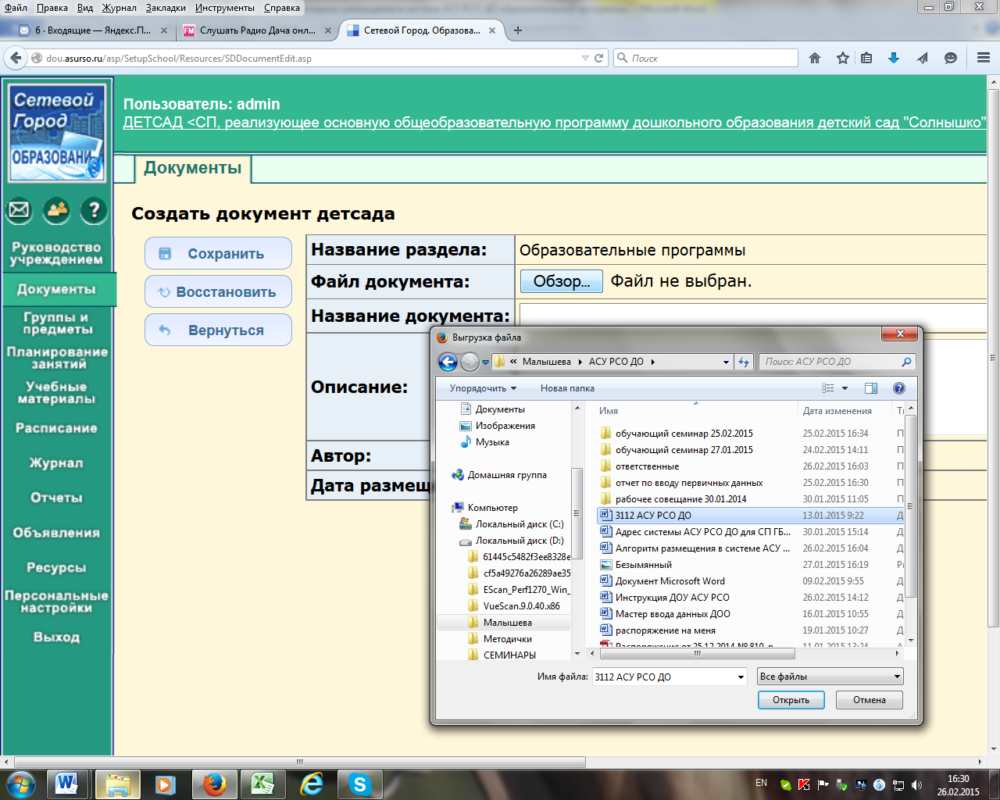 Файл Правка Вид Журнал Закладки Инструменты Справка
6 · Входящие — Яндекс.П...
FM Слушать Радио Дача онл...
Сетевой Город. Образова...
dou.asurso.ru/asp/SetupSchool/Resources/SDDocumentEdit.asp
Поиск
Сетевой
Город
ОБРАЗОВАНИ
Пользователь: admin
ДЕТСАД <СП, реализующее основную общеобразовательную программу дошкольного образования детский сад "Солнышко"
Документы
Создать документ детсада
Руководство
учреждением
Документы
Группы и
предметы
Планирование
занятий
Учебные
материалы
Расписание
Журнал
Отчеты
Объявления
Ресурсы
Персональные
настройки
Выход
Сохранить
Восстановить
Вернуться
Название раздела: Образовательные программы
Файл документа: Обзор... Файл не выбран.
Название документа:
Описание:
Автор:
Дата размещ
Выгрузка файла
« Малышева АСУ РСО ДО
Поиск: АСУ РСО ДО
Упорядочить Новая папка
Документы
Изображения
Музыка
Домашняя группа
Компьютер
Локальный диск (C:)
Локальный диск (D:)
61445c5482f3ee8328e
cf5a49276a26289ae35
EScan_Perf1270_Win_
VueScan.9.0.40.x86
Малышева
Методички
СЕМИНАРЫ
Имя Дата изменения Ти
обучающий семинар 25.02.2015 25.02.2015 16:34 П
обучающий семинар 27.01.2015 24.02.2015 14:11 П
ответственные 26.02.2015 16:03 П
отчет по вводу первичных данных 25.02.2015 16:30 П
рабочее совещание 30.01.2014 30.01.2015 11:05 П
3112 АСУ РСО ДО 13.01.2015 9:22 Д
Адрес системы АСУ РСО ДО для СП ГБ... 30.01.2015 15:14 Д
Алгоритм размещения в системе АСУ ... 26.02.2015 16:04 Д
Безымянный 27.01.2015 16:19 Ри
Документ Microsoft Word 09.02.2015 9:55 Д
Инструкция ДОУ АСУ РСО 26.02.2015 14:12 Д
Мастер ввода данных ДОО 16.01.2015 10:55 Д
распоряжение на меня 19.01.2015 10:27 Д
Распоряжение от 25.12.2014 № 810-р 11.01.2015 13:24
Имя файла: 3112 АСУ РСО ДО Все файлы
Открыть Отмена
EN
16:30
26.02.2015